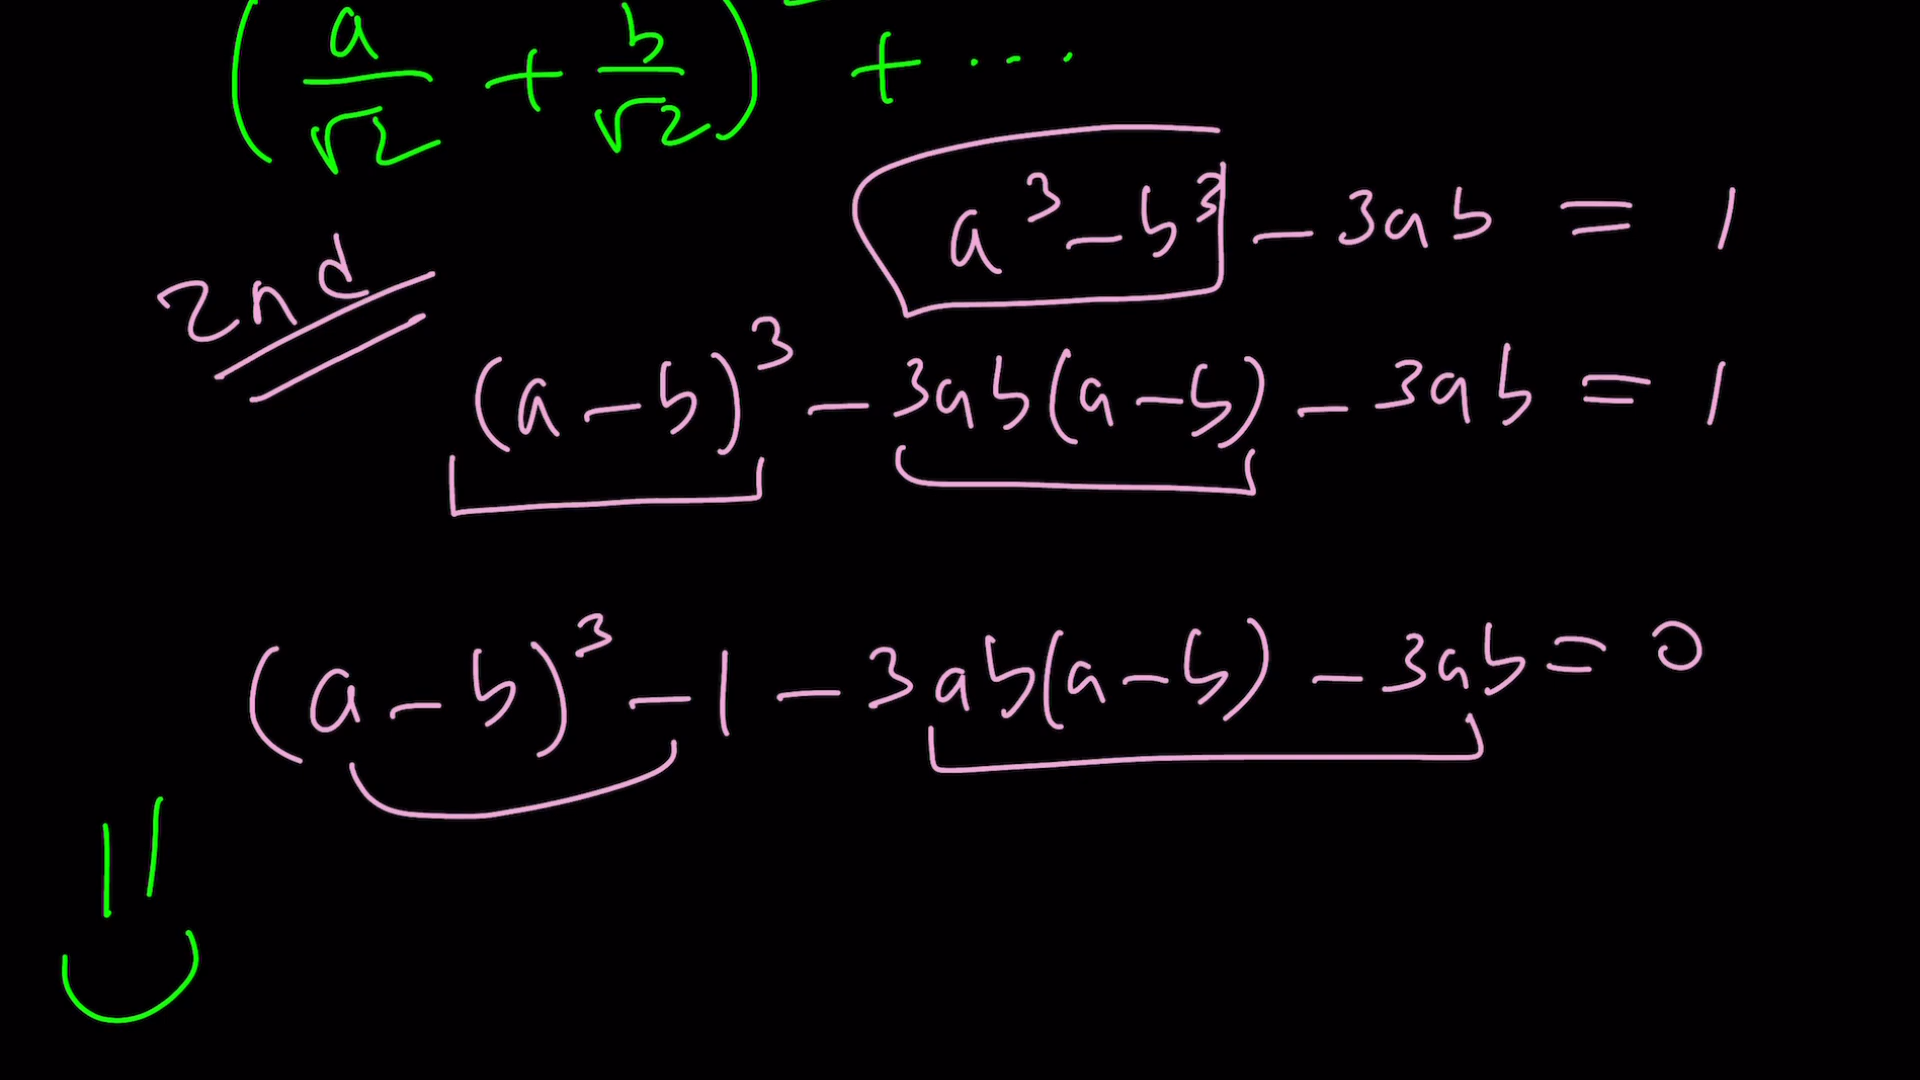 (a/√2 + b/√2) + ...
a³ - b³ - 3ab = 1
2nd
(a - b)³ - 3ab(a - b) - 3ab = 1
(a - b)³ - 1 - 3ab(a - b) - 3ab = 0